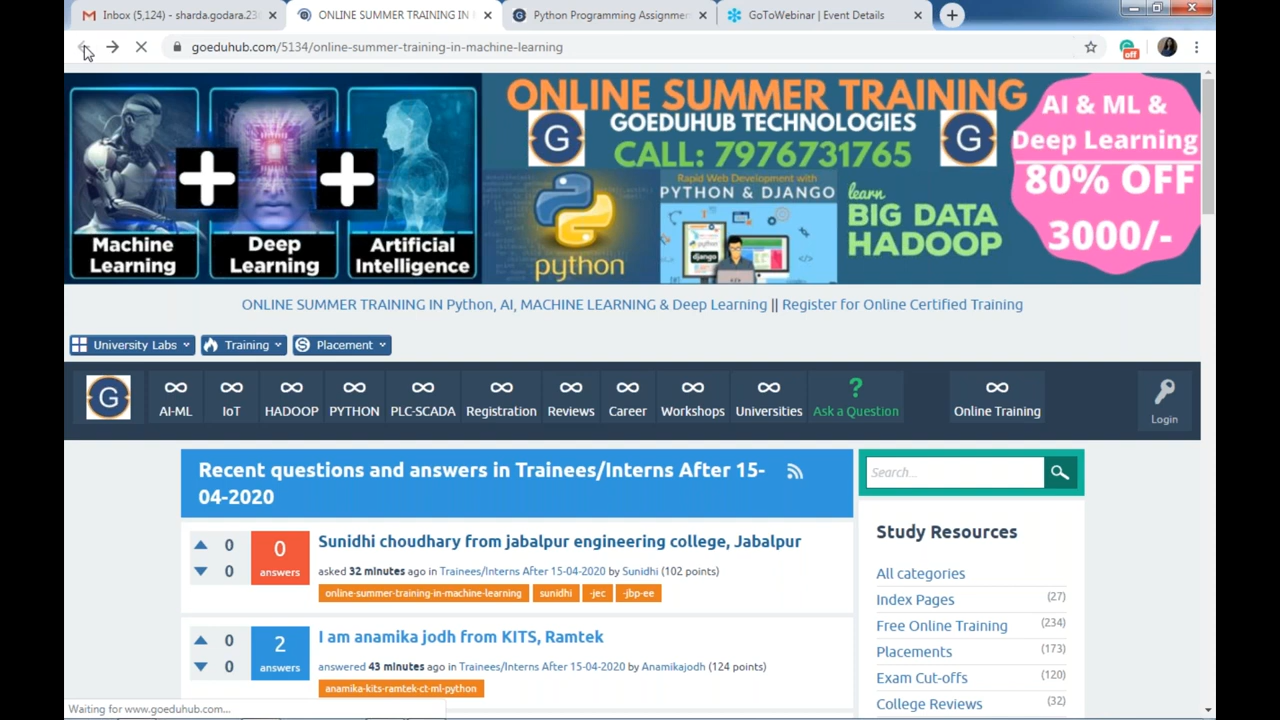 Inbox (5,124) - sharda.godara.23
ONLINE SUMMER TRAINING IN
Python Programming Assignmen
GoToWebinar | Event Details
goeduhub.com/5134/online-summer-training-in-machine-learning
off
Machine Learning
Deep Learning
Artificial Intelligence
ONLINE SUMMER TRAINING
GOEDUHUB TECHNOLOGIES
CALL: 7976731765
G
G
python
Rapid Web Development with
PYTHON & DJANGO
python
django
learn
BIG DATA
HADOOP
AI & ML &
Deep Learning
80% OFF
3000/-
ONLINE SUMMER TRAINING IN Python, AI, MACHINE LEARNING & Deep Learning || Register for Online Certified Training
University Labs
Training
Placement
G
AI-ML
IoT
HADOOP
PYTHON
PLC-SCADA
Registration
Reviews
Career
Workshops
Universities
? Ask a Question
Online Training
Login
Recent questions and answers in Trainees/Interns After 15-
04-2020
0
0
0
answers
Sunidhi choudhary from jabalpur engineering college, Jabalpur
asked 32 minutes ago in Trainees/Interns After 15-04-2020 by Sunidhi (102 points)
online-summer-training-in-machine-learning sunidhi -jec -jbp-ee
0
0
2
answers
I am anamika jodh from KITS, Ramtek
answered 43 minutes ago in Trainees/Interns After 15-04-2020 by Anamikajodh (124 points)
anamika-kits-ramtek-ct-ml-python
Search...
Study Resources
All categories
Index Pages (27)
Free Online Training (234)
Placements (173)
Exam Cut-offs (120)
College Reviews (32)
Waiting for www.goeduhub.com...